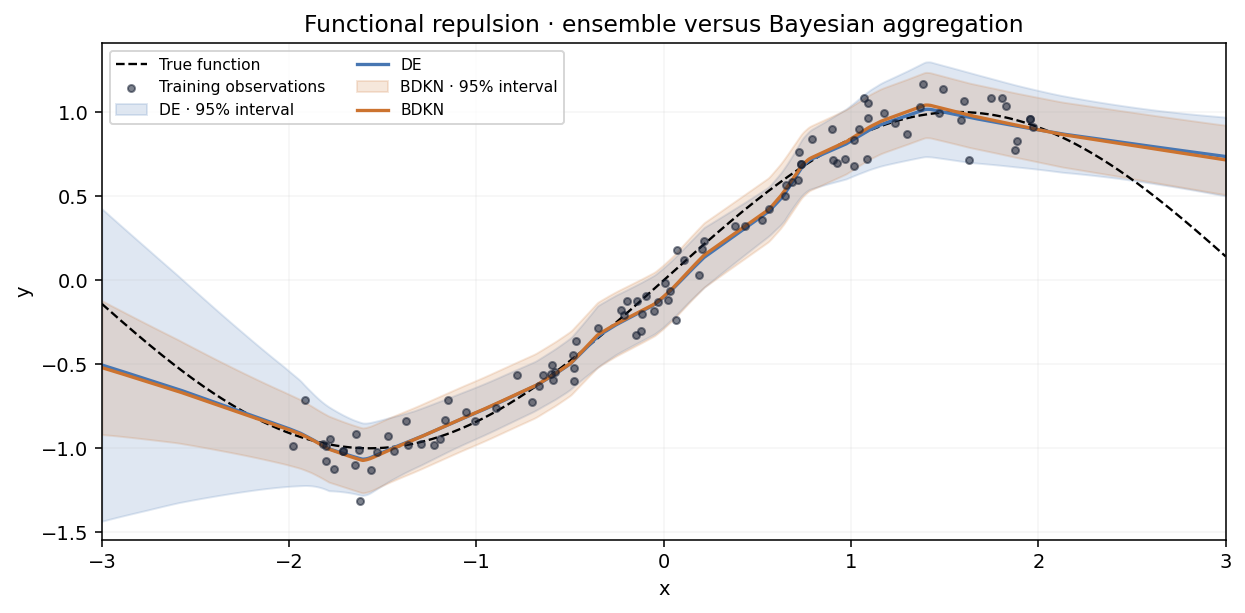 Functional repulsion · ensemble versus Bayesian aggregation
True function
Training observations
DE · 95% interval
DE
BDKN · 95% interval
BDKN
y
1.0
0.5
0.0
−0.5
−1.0
−1.5
−3
−2
−1
0
1
2
3
x